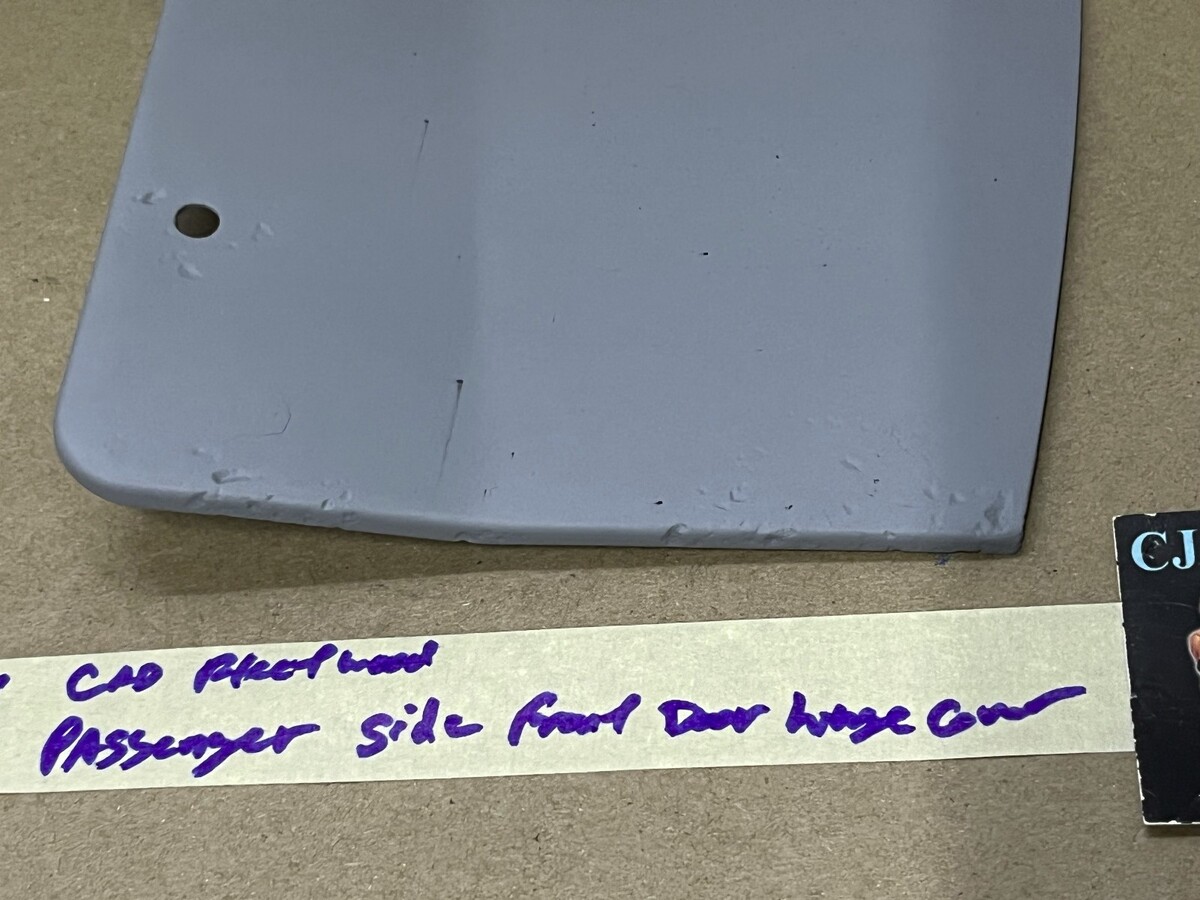 CAD Fleetwood
Passenger Side Front Door hinge Cover
CJ